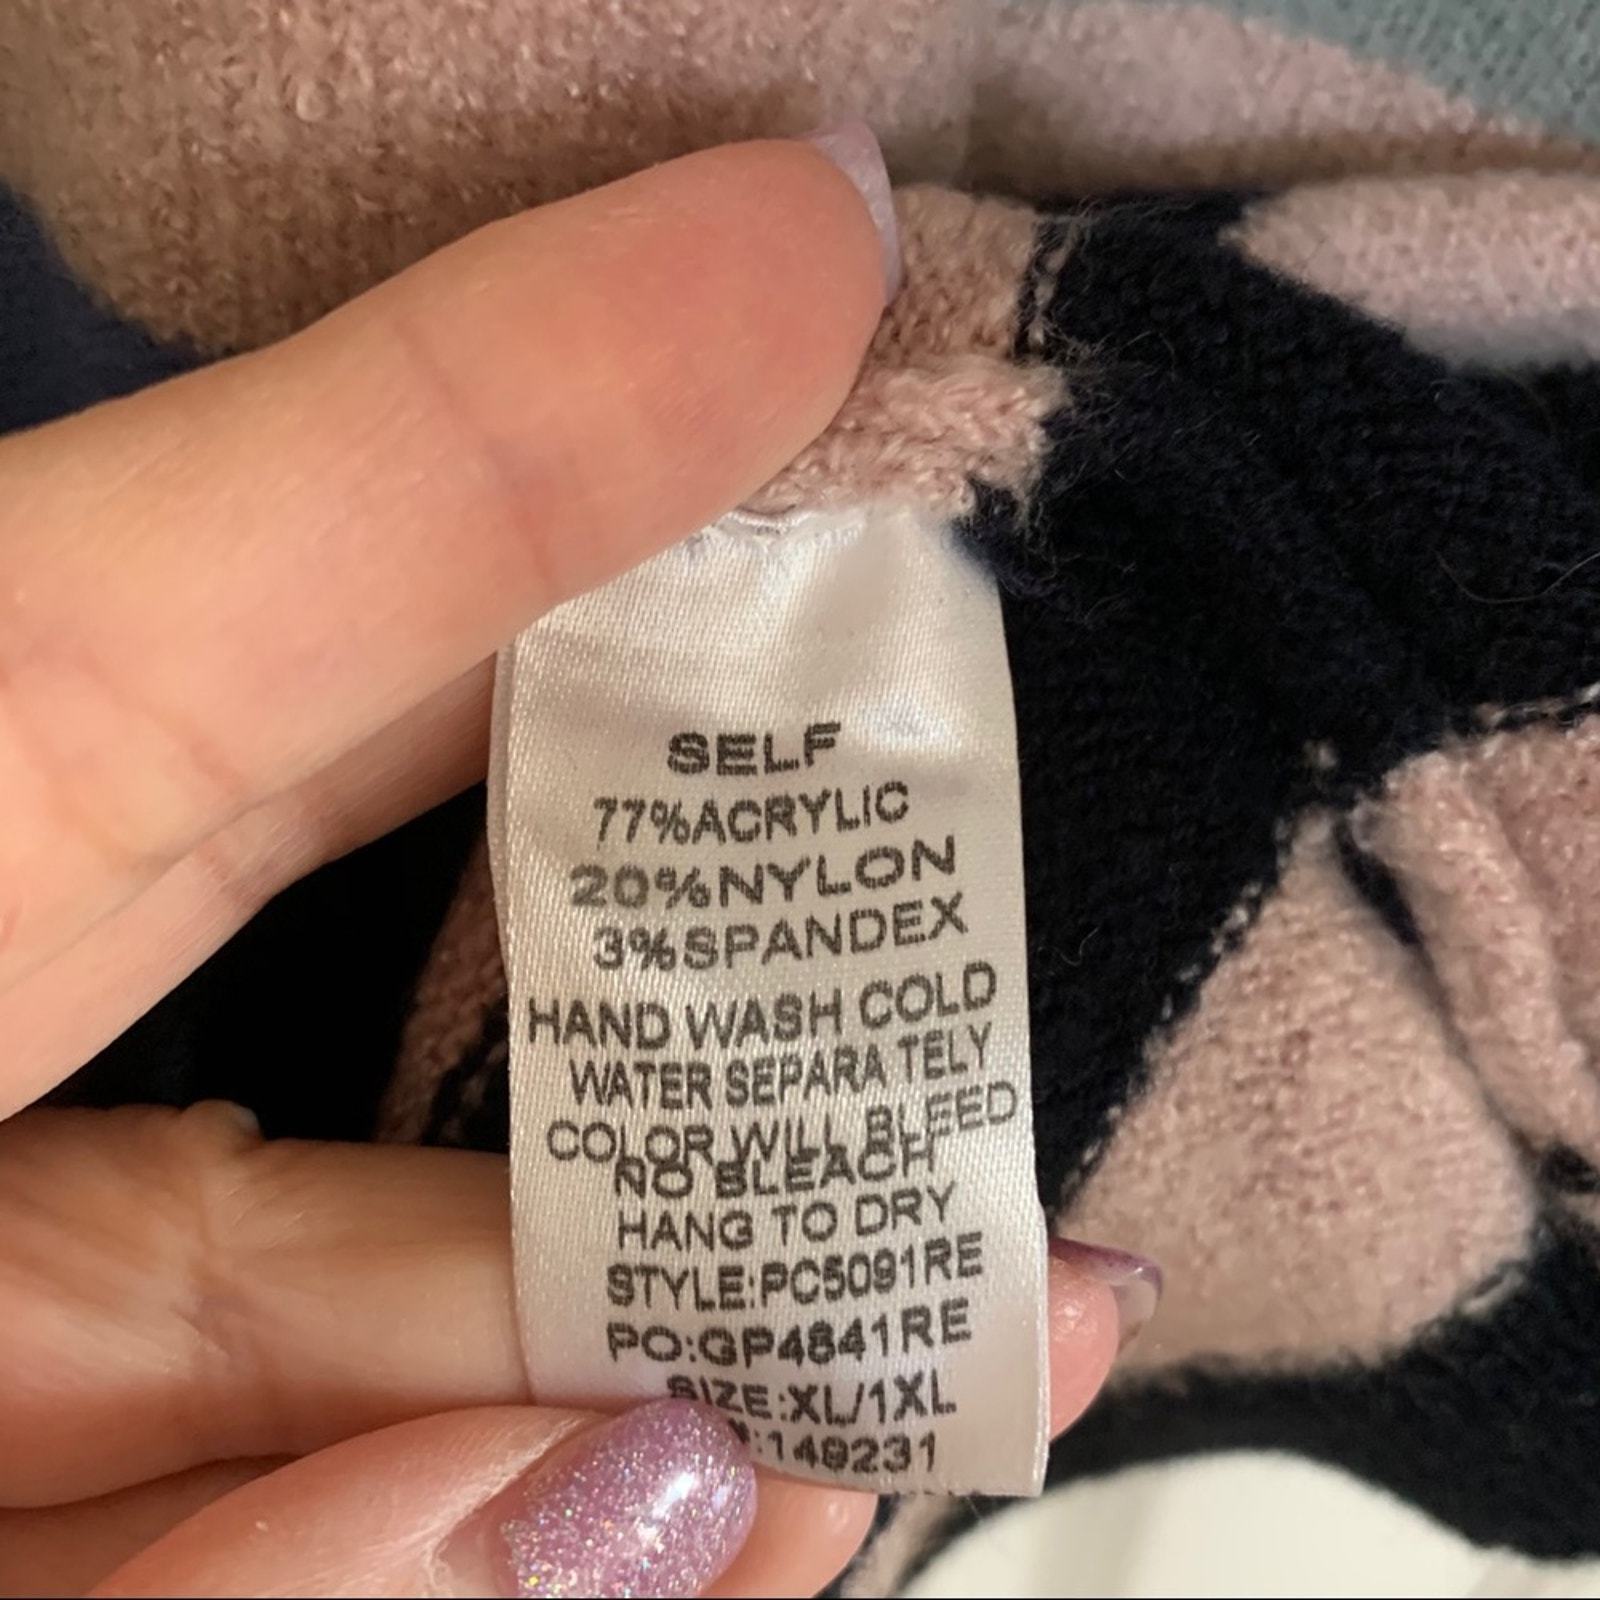 SELF
77%ACRYLIC
20%NYLON
3%SPANDEX
HAND WASH COLD
WATER SEPARA TELY
COLOR WILL BLEED
NO BLEACH
HANG TO DRY
STYLE:PC5091RE
PO:GP4841RE
SIZE:XL/1XL
:149231